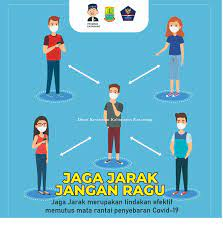 JAGA JARAK
JANGAN RAGU
Jaga Jarak merupakan tindakan efektif
memutus mata rantai penyebaran Covid-19